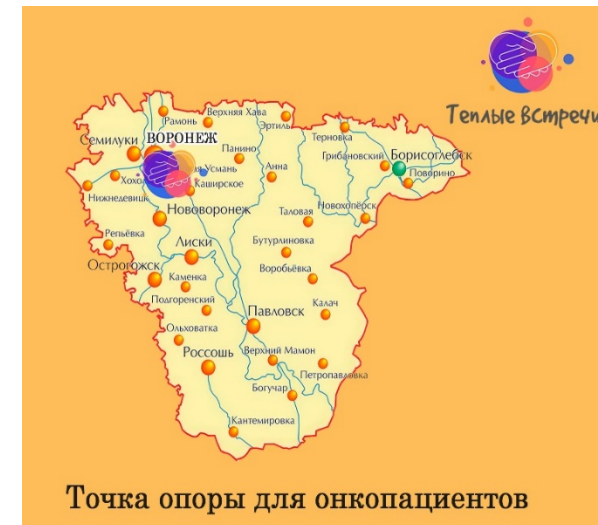 Теплые встречи
Рамонь
Верхняя Хава
Эртиль
Терновка
Семилуки
ВОРОНЕЖ
Панино
Грибановский
Борисоглебск
Усмань
Анна
Поворино
Каширское
Нижнедевицк
Нововоронеж
Таловая
Новохопёрск
Репьёвка
Лиски
Бутурлиновка
Острогожск
Каменка
Воробьёвка
Подгоренский
Калач
Павловск
Ольховатка
Россошь
Верхний Мамон
Петропавловка
Богучар
Кантемировка
Точка опоры для онкопациентов